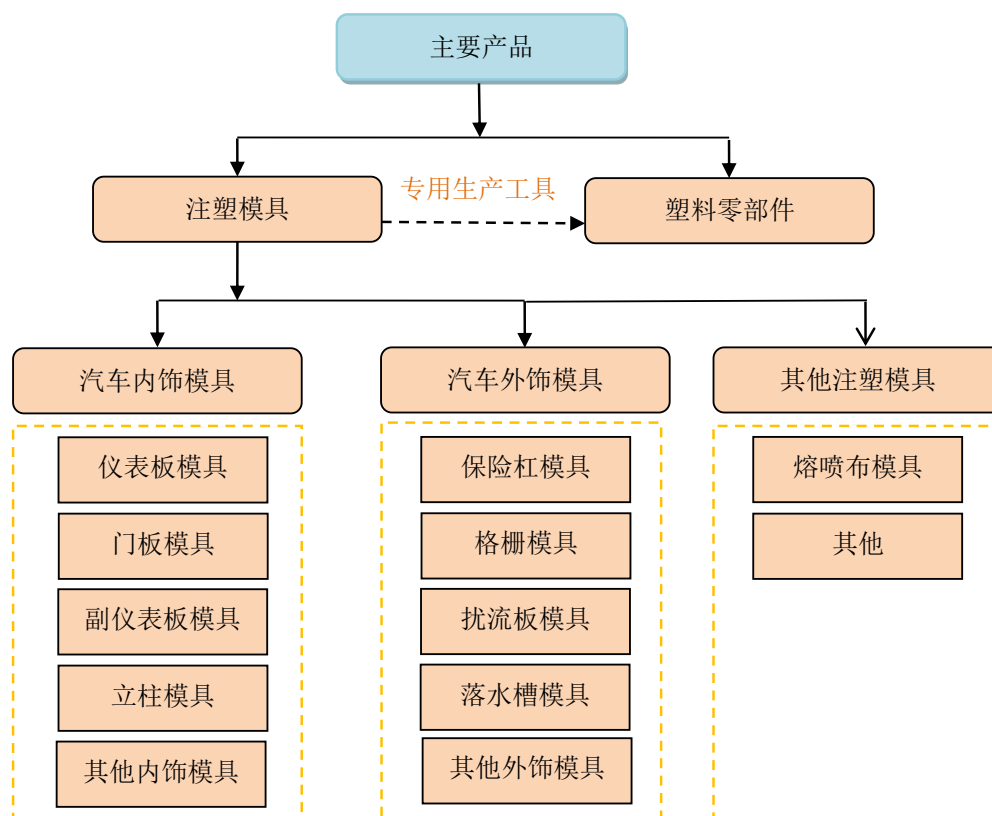 主要产品
专用生产工具
注塑模具
塑料零部件
汽车内饰模具
汽车外饰模具
其他注塑模具
仪表板模具
门板模具
副仪表板模具
立柱模具
其他内饰模具
保险杠模具
格栅模具
扰流板模具
落水槽模具
其他外饰模具
熔喷布模具
其他